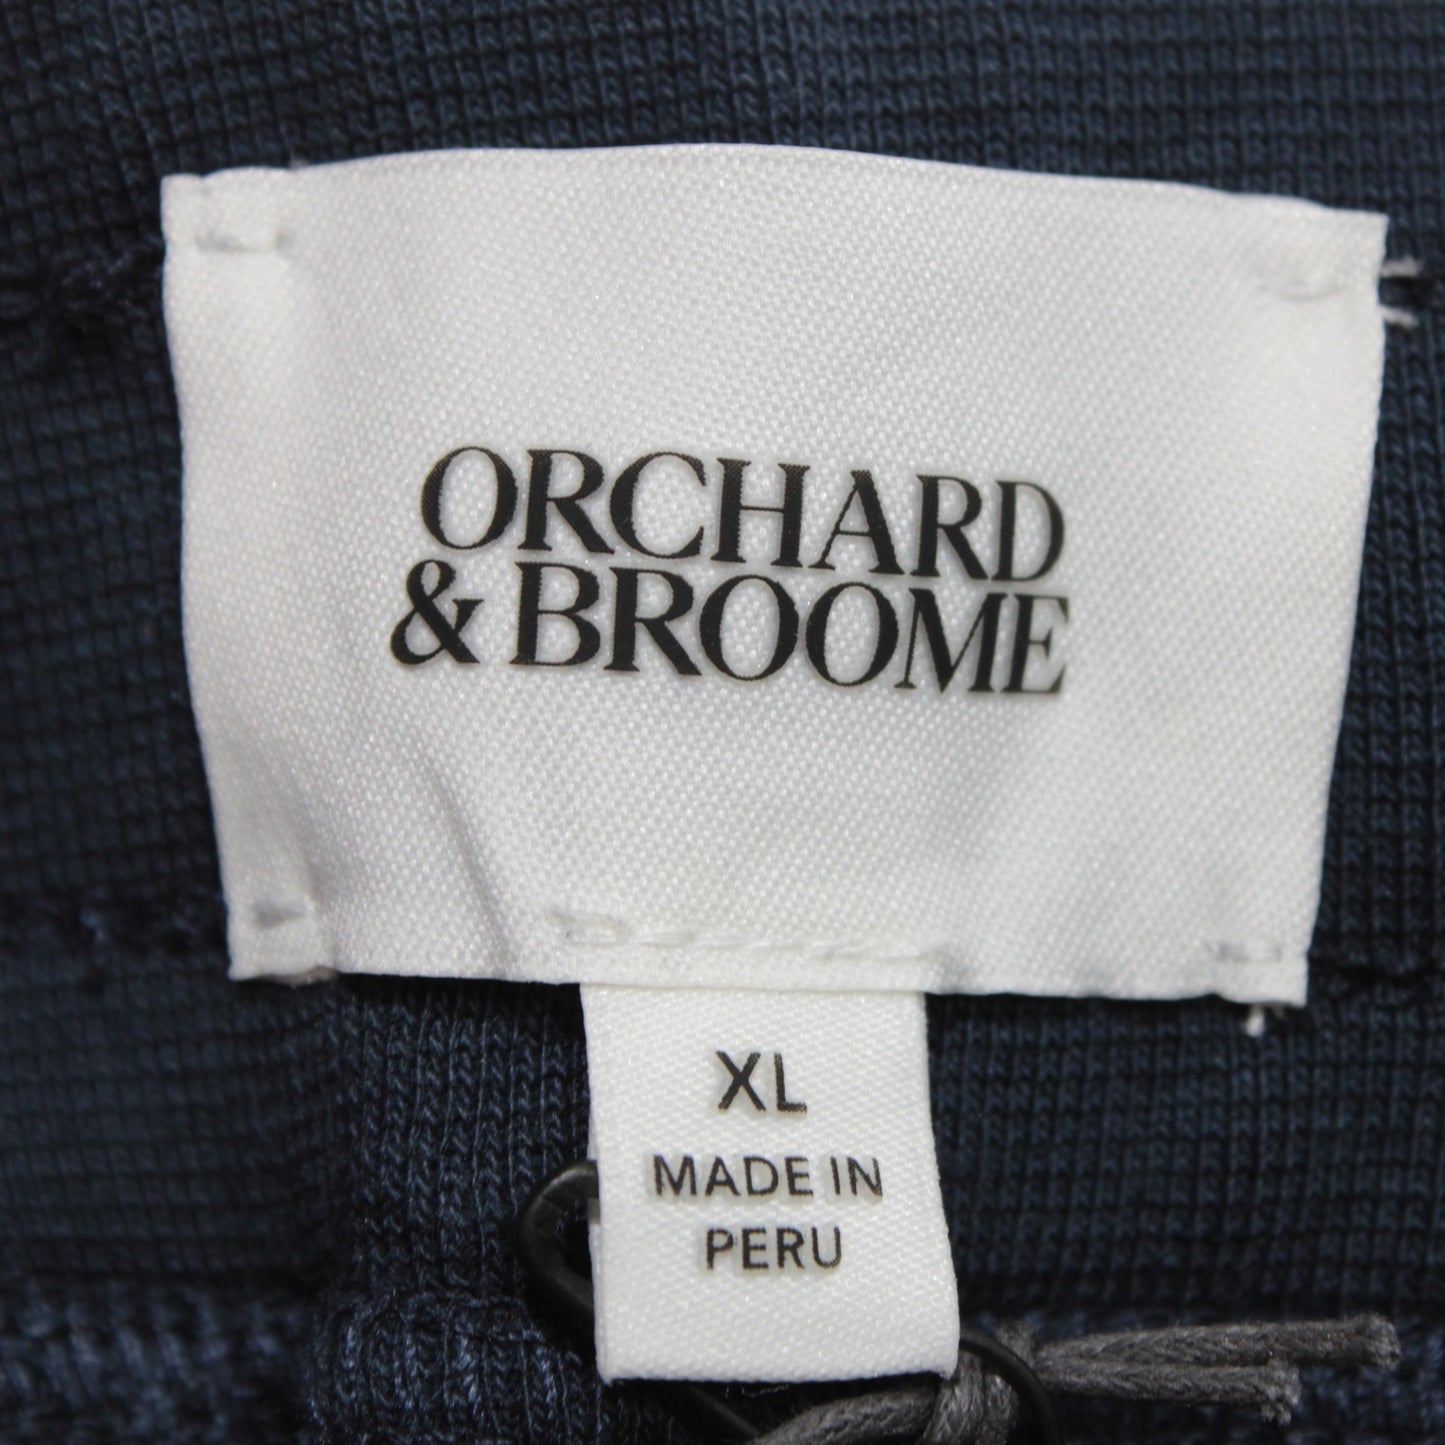 ORCHARD
& BROOME
XL
MADE IN
PERU